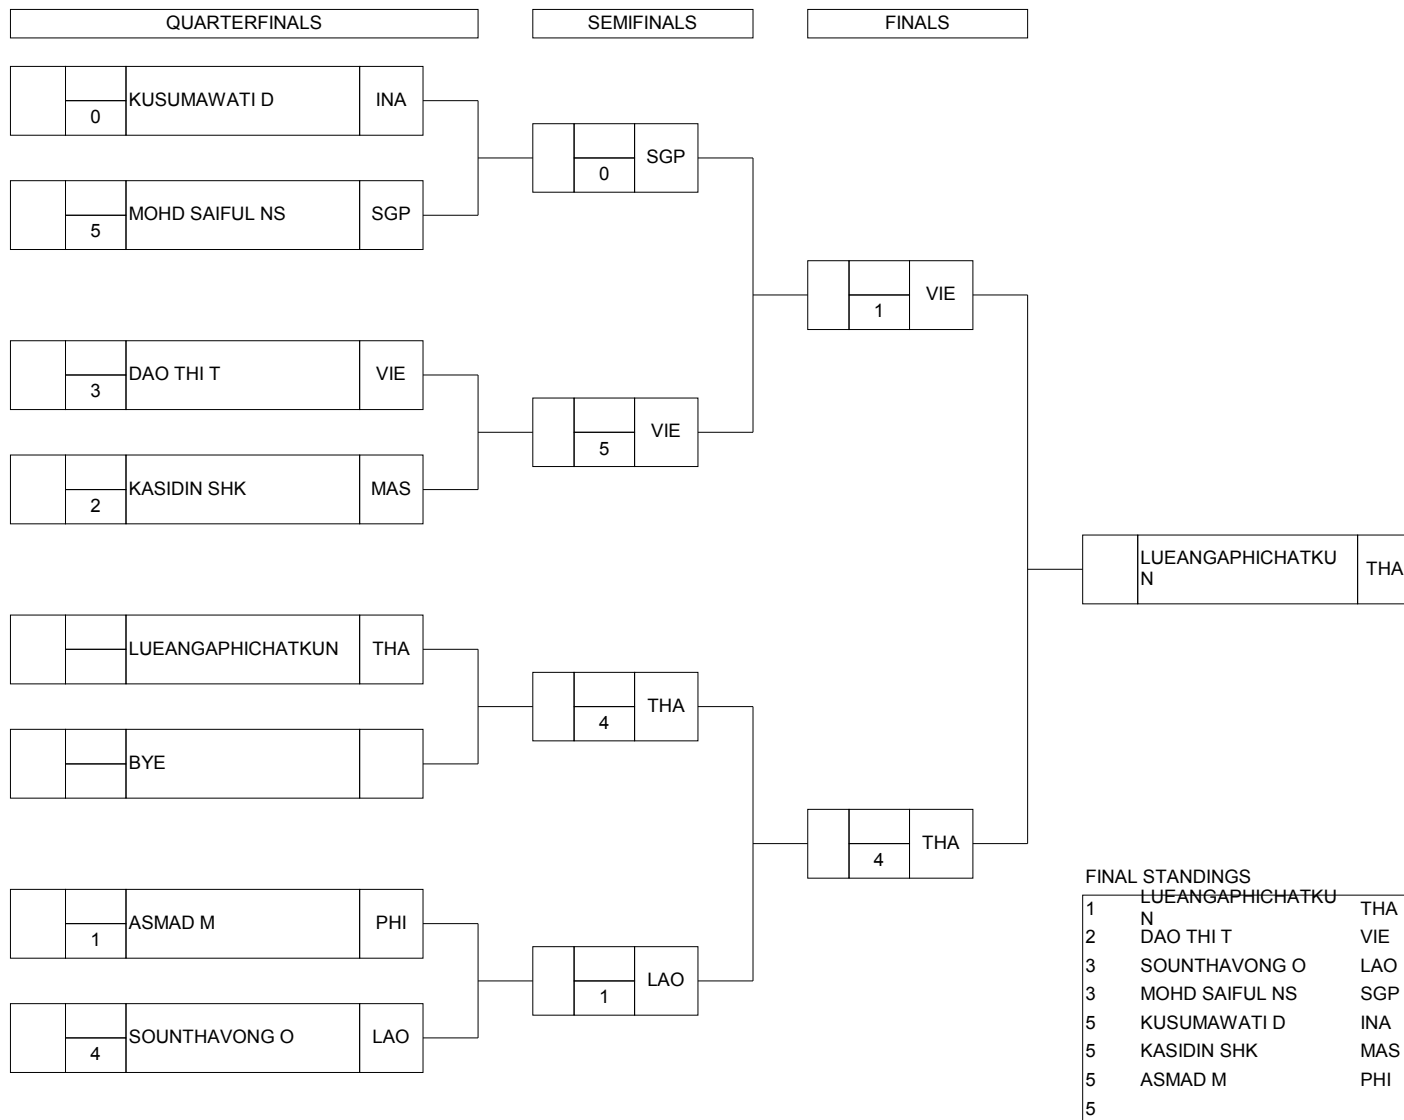 QUARTERFINALS SEMIFINALS FINALS
KUSUMAWATI D INA
0
SGP
0
MOHD SAIFUL NS SGP
5
VIE
1
DAO THI T VIE
3
VIE
5
KASIDIN SHK MAS
2
LUEANGAPHICHATKU
N
THA
LUEANGAPHICHATKUN THA
THA
4
BYE
THA
4
ASMAD M PHI
1
LAO
1
SOUNTHAVONG O LAO
4
FINAL STANDINGS
1 LUEANGAPHICHATKU
N THA
2 DAO THI T VIE
3 SOUNTHAVONG O LAO
3 MOHD SAIFUL NS SGP
5 KUSUMAWATI D INA
5 KASIDIN SHK MAS
5 ASMAD M PHI
5